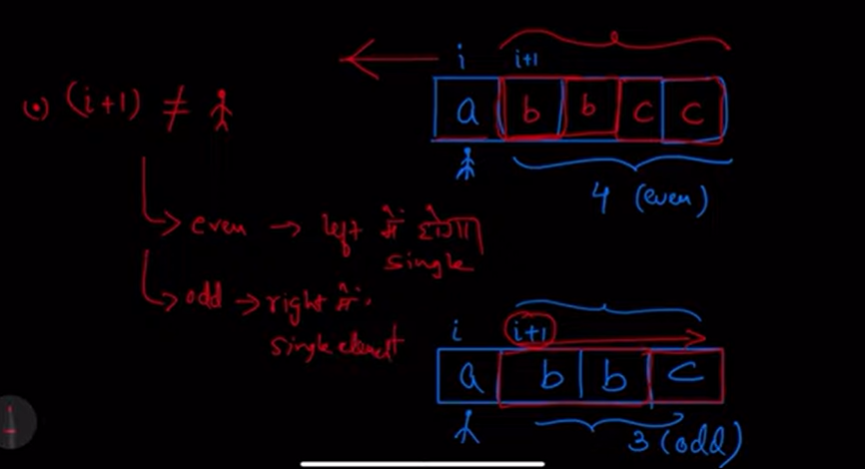 i i+1
a b b c c
4 (even)
(i+1) ≠
even → left में होगा
single
odd → right में
single element
i i+1
a b b c
3 (odd)